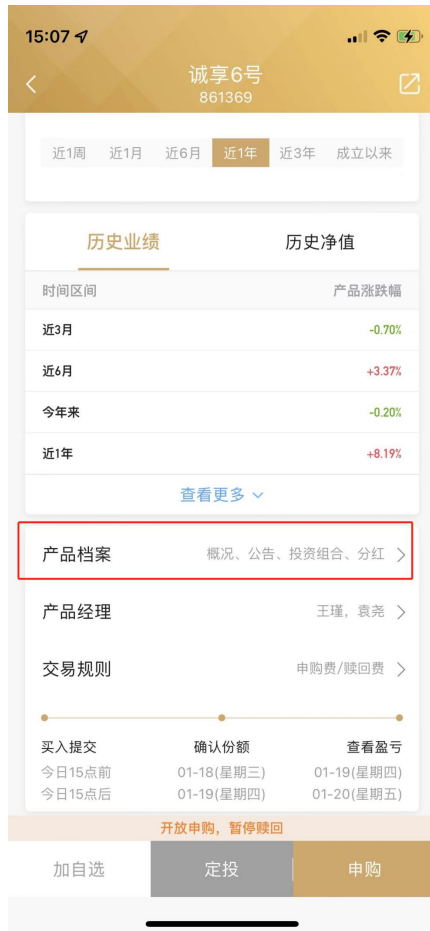 15:07
诚享6号
861369
近1周 近1月 近6月 近1年 近3年 成立以来
历史业绩 历史净值
时间区间 产品涨跌幅
近3月 -0.70%
近6月 +3.37%
今年来 -0.20%
近1年 +8.19%
查看更多
产品档案 概况、公告、投资组合、分红
产品经理 王瑾，袁尧
交易规则 申购费/赎回费
买入提交 确认份额 查看盈亏
今日15点前 01-18(星期三) 01-19(星期四)
今日15点后 01-19(星期四) 01-20(星期五)
开放申购，暂停赎回
加自选 定投 申购